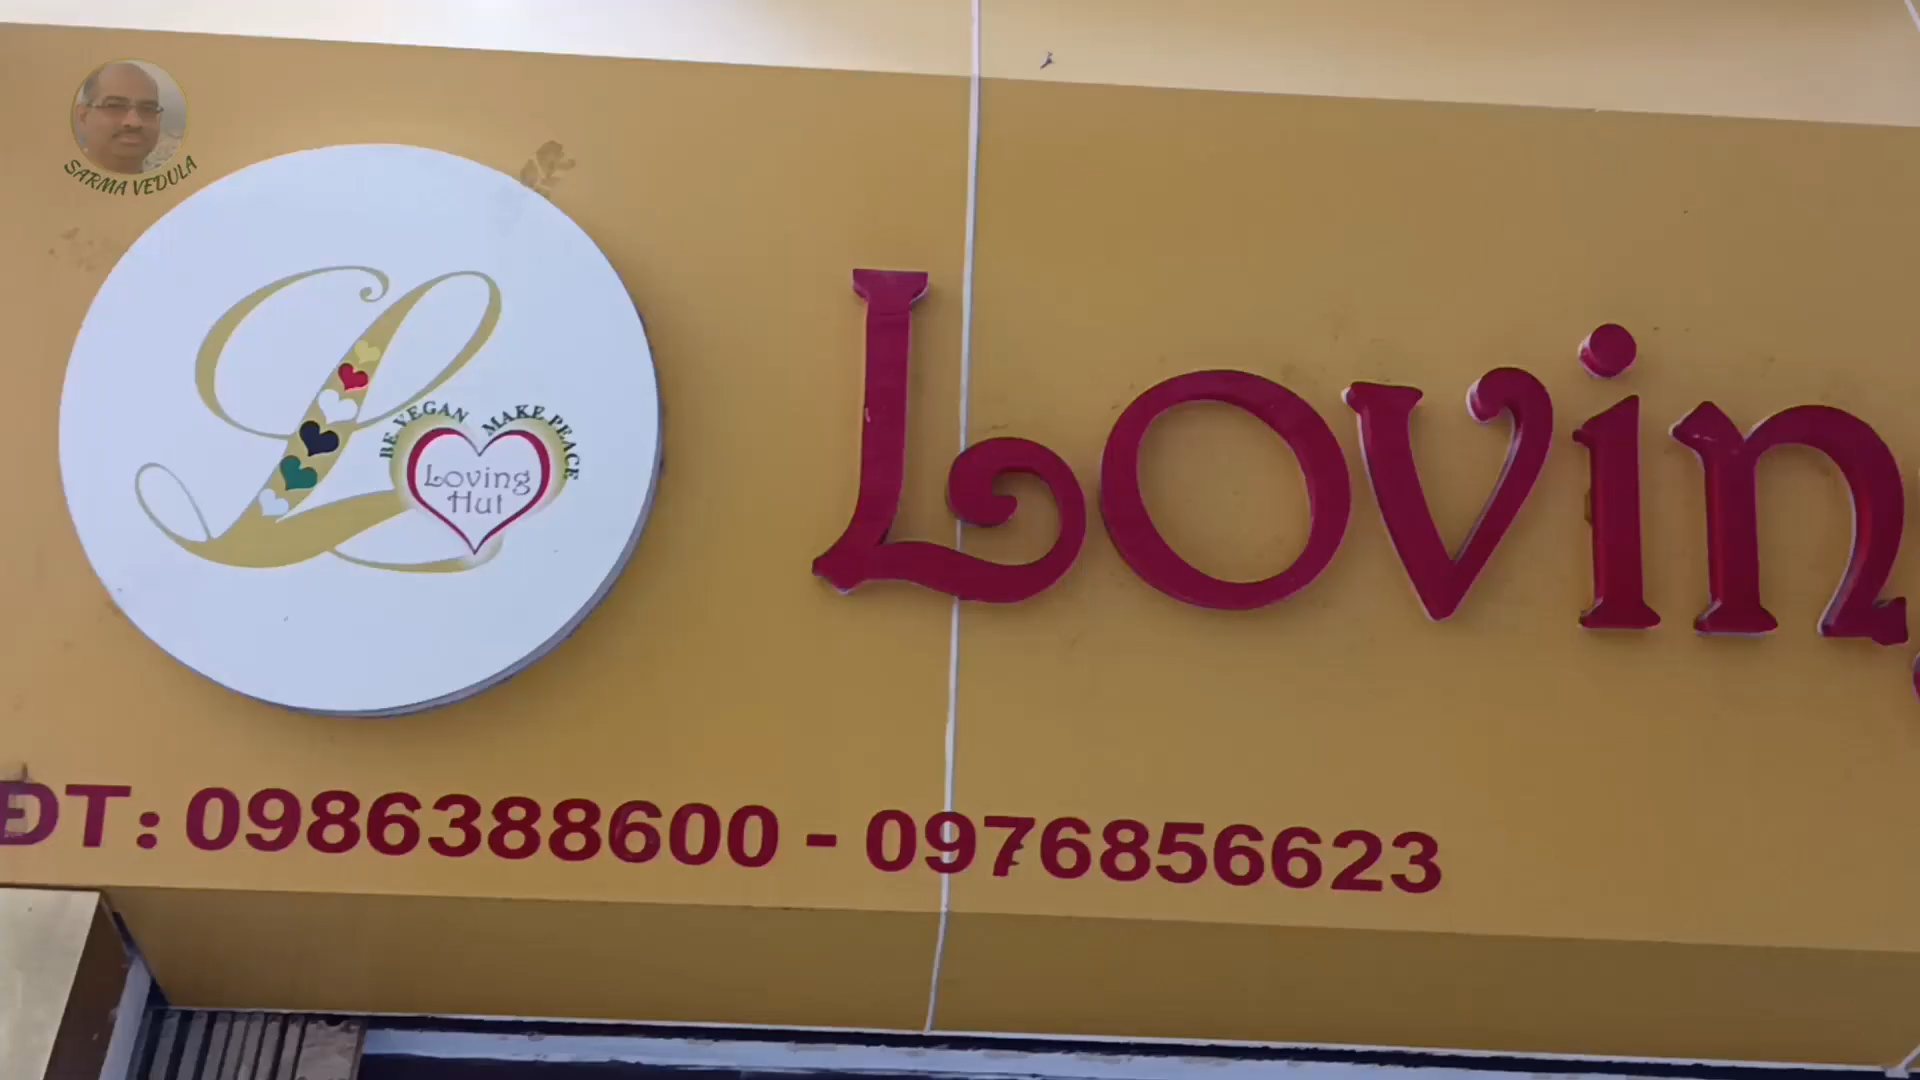 SARMA VEDULA
BE VEGAN MAKE PEACE
Loving
Hut
Lovin
ĐT: 0986388600 - 0976856623